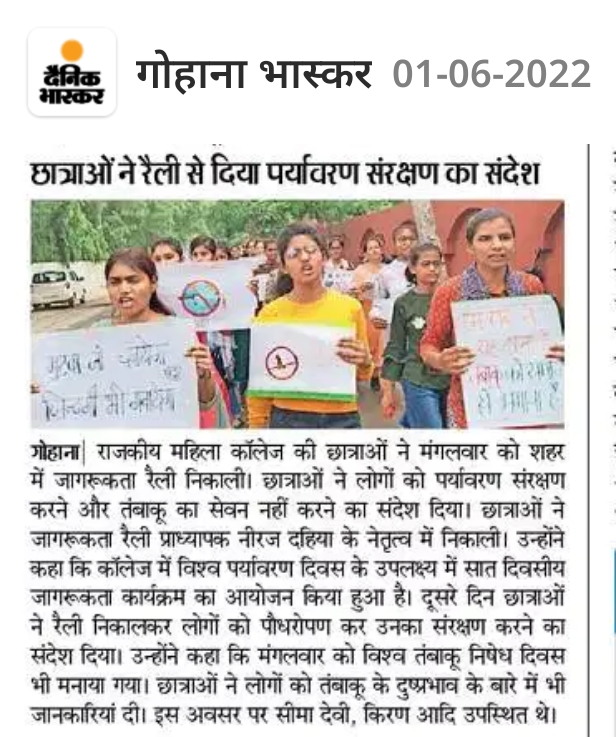 दैनिक
भास्कर
गोहाना भास्कर 01-06-2022
छात्राओं ने रैली से दिया पर्यावरण संरक्षण का संदेश
गोहाना| राजकीय महिला कॉलेज की छात्राओं ने मंगलवार को शहर
में जागरूकता रैली निकाली। छात्राओं ने लोगों को पर्यावरण संरक्षण
करने और तंबाकू का सेवन नहीं करने का संदेश दिया। छात्राओं ने
जागरूकता रैली प्राध्यापक नीरज दहिया के नेतृत्व में निकाली। उन्होंने
कहा कि कॉलेज में विश्व पर्यावरण दिवस के उपलक्ष्य में सात दिवसीय
जागरूकता कार्यक्रम का आयोजन किया हुआ है। दूसरे दिन छात्राओं
ने रैली निकालकर लोगों को पौधरोपण कर उनका संरक्षण करने का
संदेश दिया। उन्होंने कहा कि मंगलवार को विश्व तंबाकू निषेध दिवस
भी मनाया गया। छात्राओं ने लोगों को तंबाकू के दुष्प्रभाव के बारे में भी
जानकारियां दी। इस अवसर पर सीमा देवी, किरण आदि उपस्थित थे।